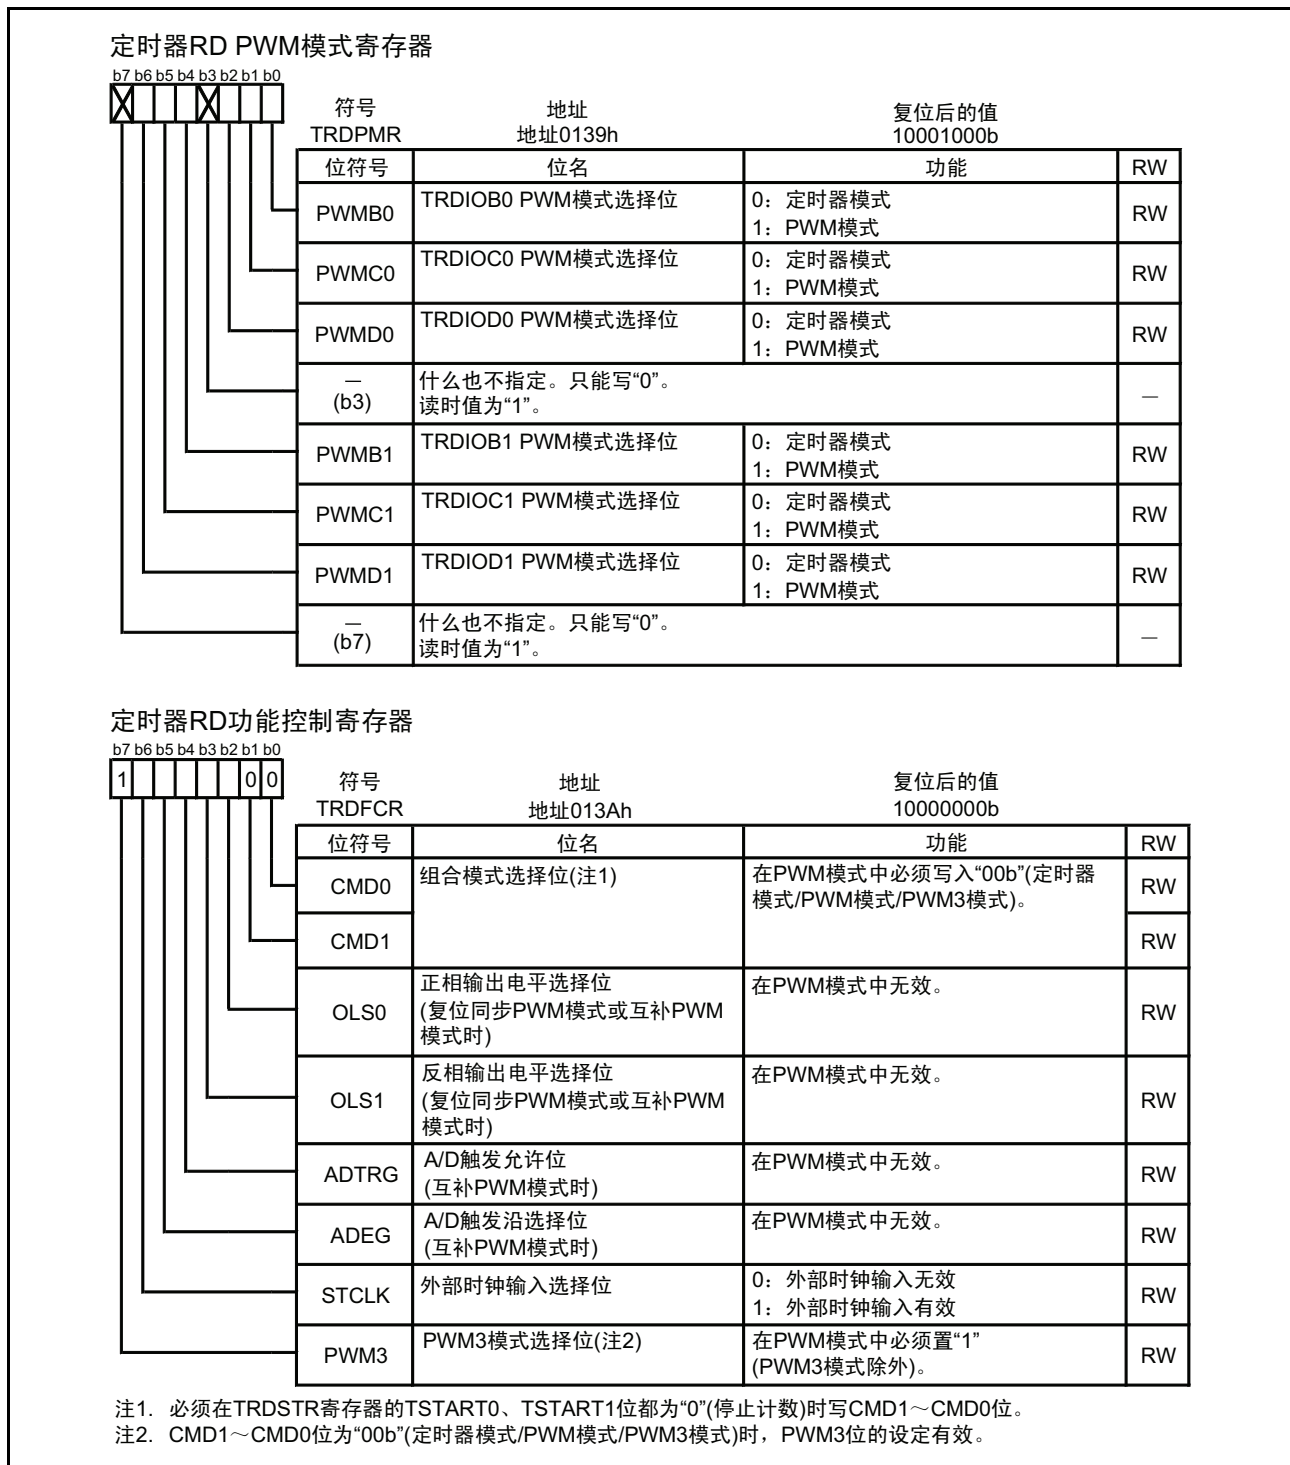 定时器RD PWM模式寄存器
b7 b6 b5 b4 b3 b2 b1 b0
符号 地址 复位后的值
TRDPMR 地址0139h 10001000b
位符号 位名 功能 RW
PWMB0 TRDIOB0 PWM模式选择位 0：定时器模式 RW
1：PWM模式
PWMC0 TRDIOC0 PWM模式选择位 0：定时器模式 RW
1：PWM模式
PWMD0 TRDIOD0 PWM模式选择位 0：定时器模式 RW
1：PWM模式
— 什么也不指定。只能写“0”。 —
(b3) 读时值为“1”。
PWMB1 TRDIOB1 PWM模式选择位 0：定时器模式 RW
1：PWM模式
PWMC1 TRDIOC1 PWM模式选择位 0：定时器模式 RW
1：PWM模式
PWMD1 TRDIOD1 PWM模式选择位 0：定时器模式 RW
1：PWM模式
— 什么也不指定。只能写“0”。 —
(b7) 读时值为“1”。
定时器RD功能控制寄存器
b7 b6 b5 b4 b3 b2 b1 b0
1 0 0
符号 地址 复位后的值
TRDFCR 地址013Ah 10000000b
位符号 位名 功能 RW
CMD0 组合模式选择位(注1) 在PWM模式中必须写入“00b”(定时器 RW
模式/PWM模式/PWM3模式)。
CMD1 RW
正相输出电平选择位 在PWM模式中无效。
OLS0 (复位同步PWM模式或互补PWM RW
模式时)
反相输出电平选择位 在PWM模式中无效。
OLS1 (复位同步PWM模式或互补PWM RW
模式时)
ADTRG A/D触发允许位 在PWM模式中无效。 RW
(互补PWM模式时)
ADEG A/D触发沿选择位 在PWM模式中无效。 RW
(互补PWM模式时)
STCLK 外部时钟输入选择位 0：外部时钟输入无效 RW
1：外部时钟输入有效
PWM3 PWM3模式选择位(注2) 在PWM模式中必须置“1” RW
(PWM3模式除外)。
注1. 必须在TRDSTR寄存器的TSTART0、TSTART1位都为“0”(停止计数)时写CMD1～CMD0位。
注2. CMD1～CMD0位为“00b”(定时器模式/PWM模式/PWM3模式)时，PWM3位的设定有效。